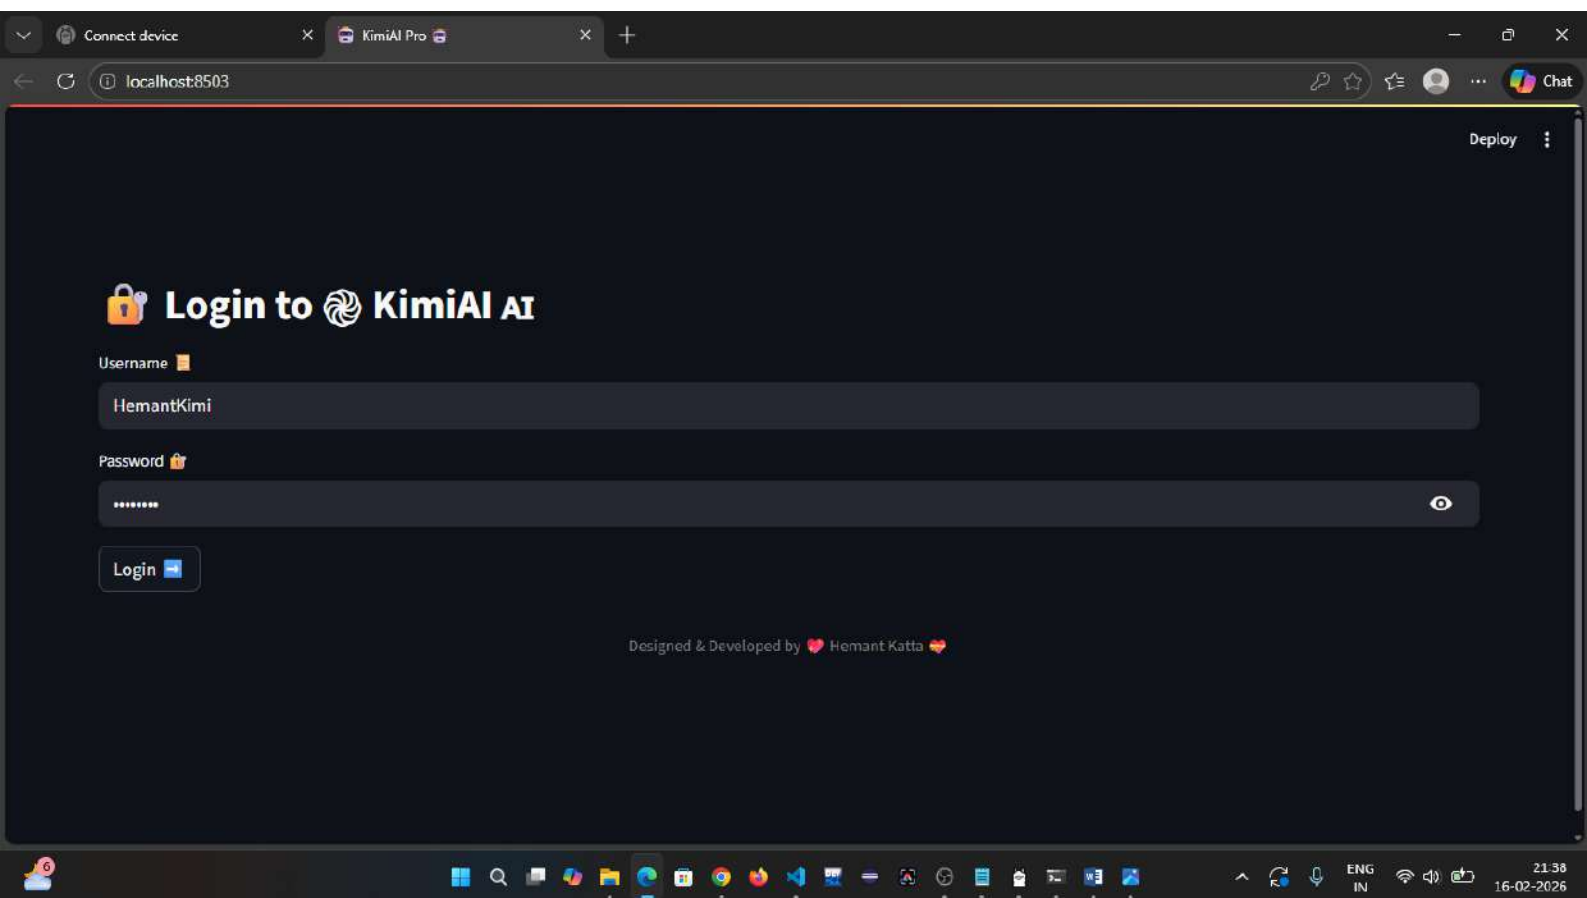 Connect device
KimiAI Pro
localhost:8503
Chat
Deploy
Login to KimiAI AI
Username
HemantKimi
Password
••••••••
Login
Designed & Developed by 💖 Hemant Katta 💝
6
ENG
IN
21:38
16-02-2026